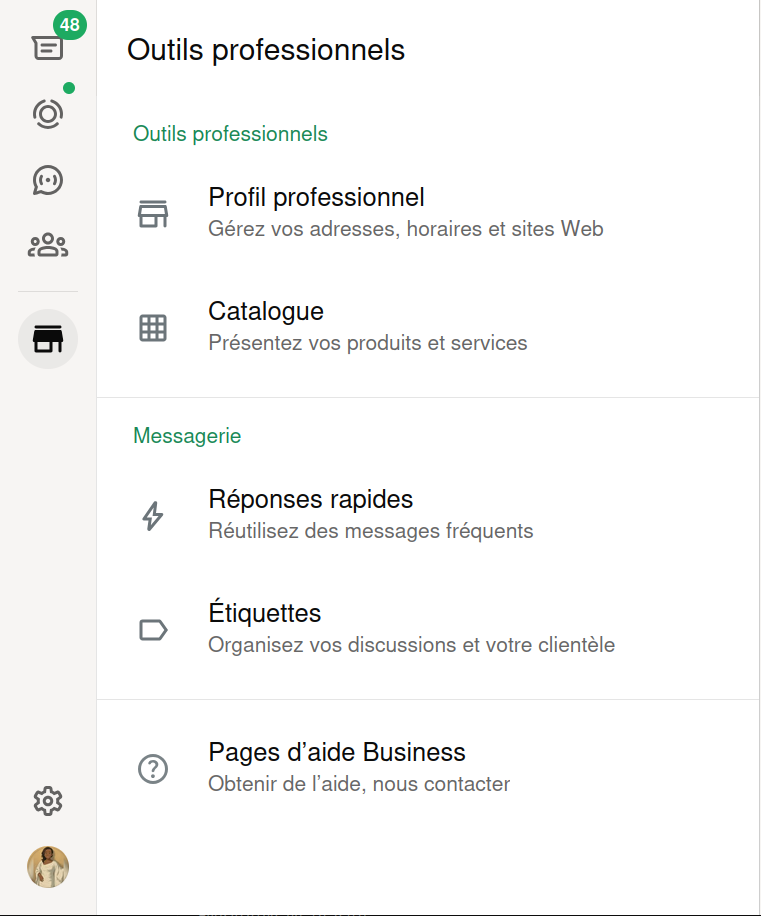 48
Outils professionnels
Outils professionnels
Profil professionnel
Gérez vos adresses, horaires et sites Web
Catalogue
Présentez vos produits et services
Messagerie
Réponses rapides
Réutilisez des messages fréquents
Étiquettes
Organisez vos discussions et votre clientèle
Pages d’aide Business
Obtenir de l’aide, nous contacter